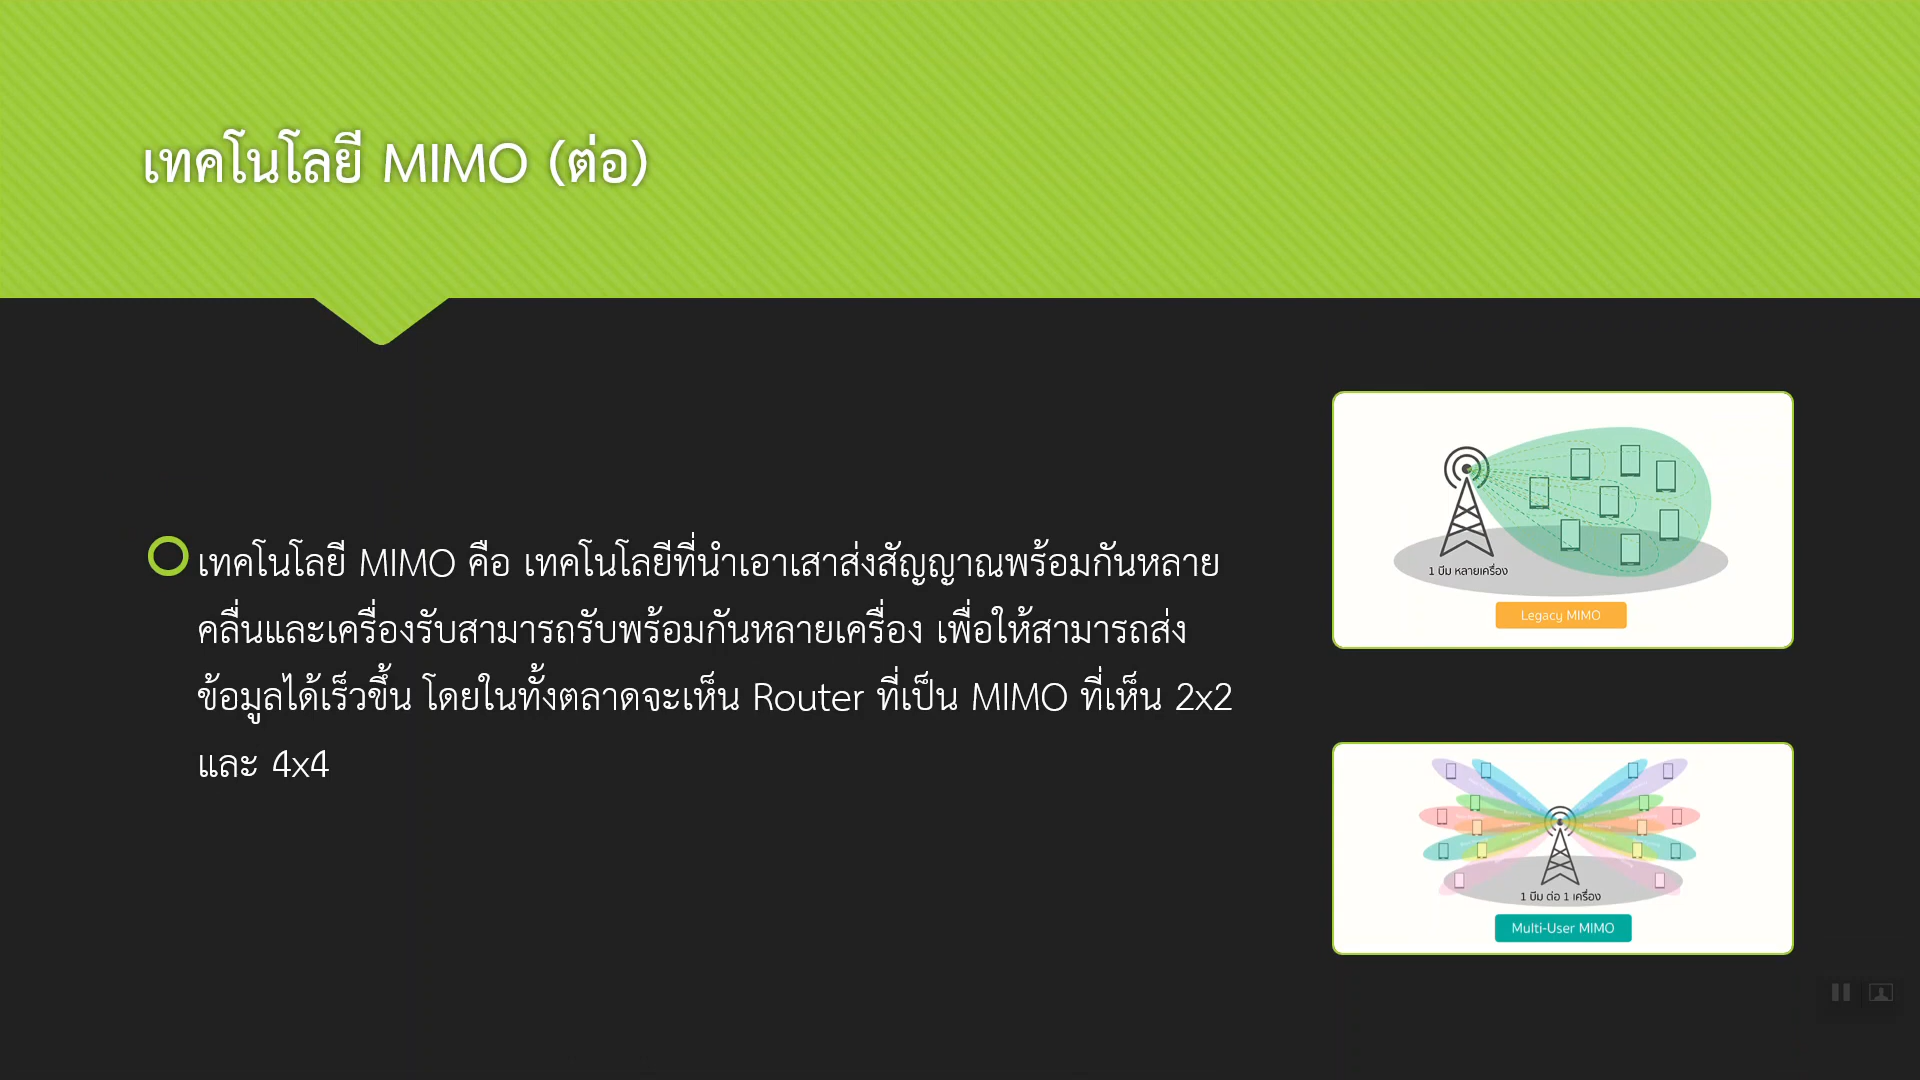 เทคโนโลยี MIMO (ต่อ)
เทคโนโลยี MIMO คือ เทคโนโลยีที่นำเอาเสาส่งสัญญาณพร้อมกันหลาย
คลื่นและเครื่องรับสามารถรับพร้อมกันหลายเครื่อง เพื่อให้สามารถส่ง
ข้อมูลได้เร็วขึ้น โดยในทั้งตลาดจะเห็น Router ที่เป็น MIMO ที่เห็น 2x2
และ 4x4
1 บีม หลายเครื่อง
Legacy MIMO
1 บีม ต่อ 1 เครื่อง
Multi-User MIMO